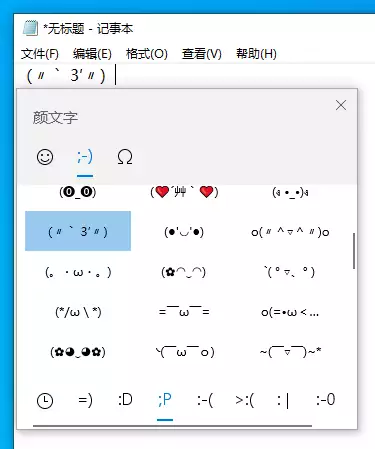 *无标题 - 记事本
文件(F) 编辑(E) 格式(O) 查看(V) 帮助(H)
(〃｀ 3′〃)
颜文字
;-)
Ω
(⓿_⓿) (❤´艸｀❤) (ง •_•)ง
(〃｀ 3′〃) (●'◡'●) o(〃＾▽＾〃)o
(。・ω・。) (✿◠‿◠) `(°▽、°)
(*/ω＼*) =￣ω￣= o(=•ω＜...
(✿◕‿◕✿) ◝(￣ω￣ｏ) ~(￣▽￣)~*
=) :D ;P :-( >:( :| :-0